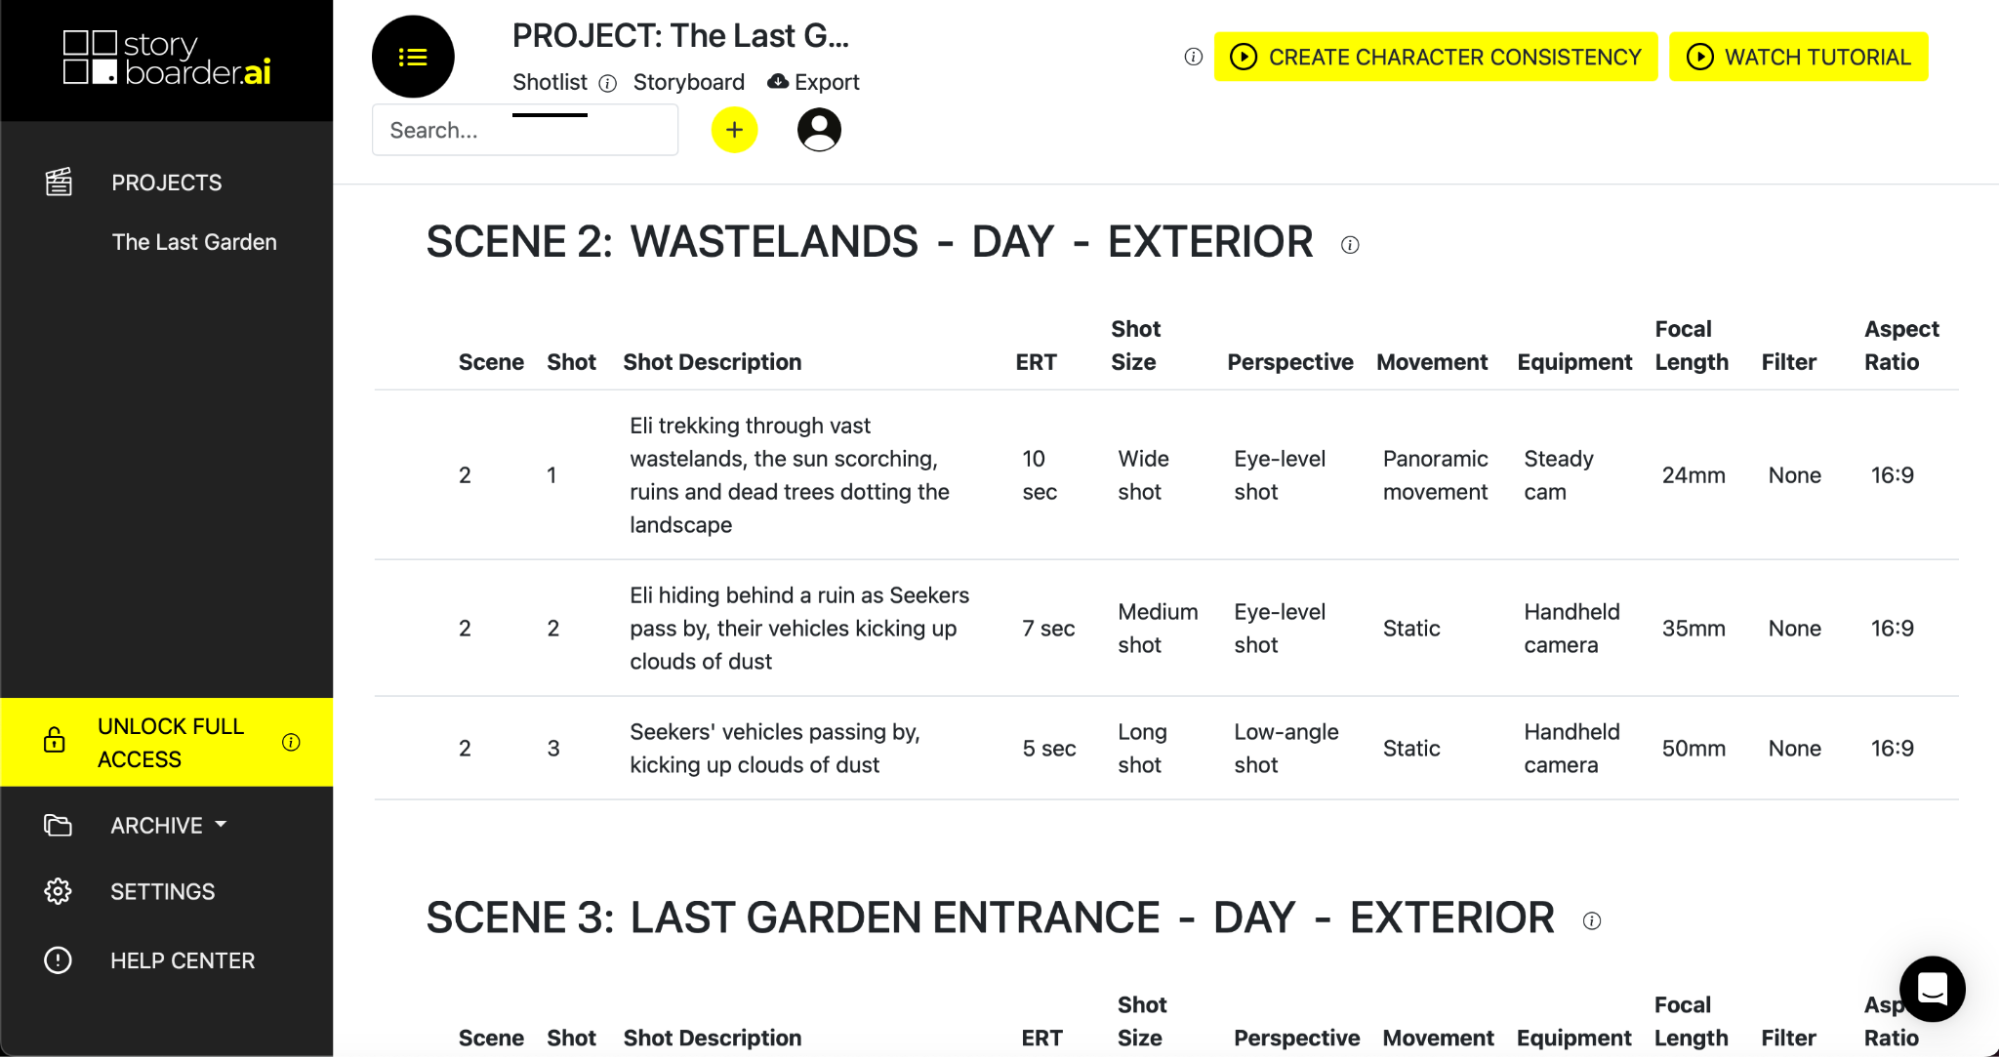 story
boarder.ai
PROJECT: The Last G...
Shotlist Storyboard Export
CREATE CHARACTER CONSISTENCY
WATCH TUTORIAL
Search...
PROJECTS
The Last Garden
UNLOCK FULL
ACCESS
ARCHIVE
SETTINGS
HELP CENTER
SCENE 2: WASTELANDS - DAY - EXTERIOR
Scene Shot Shot Description ERT Shot Size Perspective Movement Equipment Focal Length Filter Aspect Ratio
2 1 Eli trekking through vast wastelands, the sun scorching, ruins and dead trees dotting the landscape 10 sec Wide shot Eye-level shot Panoramic movement Steady cam 24mm None 16:9
2 2 Eli hiding behind a ruin as Seekers pass by, their vehicles kicking up clouds of dust 7 sec Medium shot Eye-level shot Static Handheld camera 35mm None 16:9
2 3 Seekers' vehicles passing by, kicking up clouds of dust 5 sec Long shot Low-angle shot Static Handheld camera 50mm None 16:9
SCENE 3: LAST GARDEN ENTRANCE - DAY - EXTERIOR
Scene Shot Shot Description ERT Shot Size Perspective Movement Equipment Focal Length Filter Asp Ratio